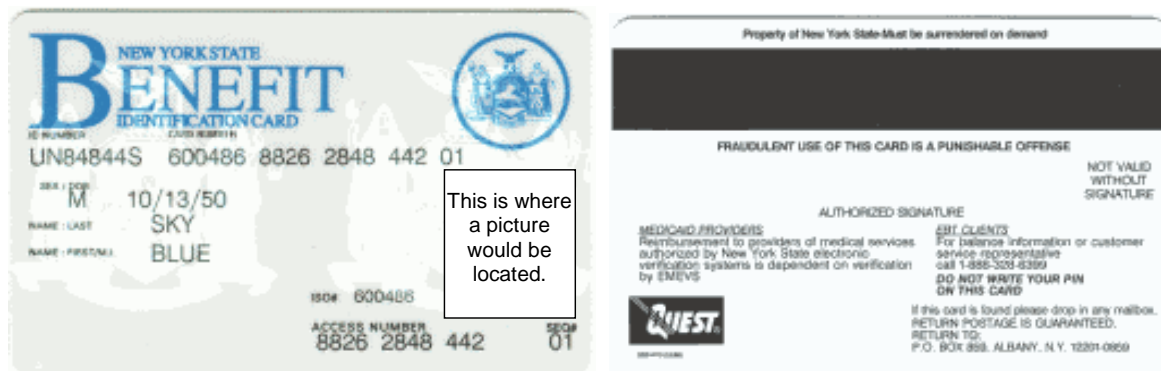 NEW YORK STATE
BENEFIT
IDENTIFICATION CARD
ID NUMBER CARD NUMBER
UN84844S 600486 8826 2848 442 01
SEX / DOB
M 10/13/50
NAME : LAST SKY
NAME : FIRST/M.I. BLUE
This is where
a picture
would be
located.
ISO# 600486
ACCESS NUMBER SEQ#
8826 2848 442 01
Property of New York State-Must be surrendered on demand
FRAUDULENT USE OF THIS CARD IS A PUNISHABLE OFFENSE
NOT VALID
WITHOUT
SIGNATURE
AUTHORIZED SIGNATURE
MEDICAID PROVIDERS
Reimbursement to providers of medical services
authorized by New York State electronic
verification systems is dependent on verification
by EMEVS
EBT CLIENTS
For balance information or customer
service representative
call 1-888-328-6399
DO NOT WRITE YOUR PIN
ON THIS CARD
QUEST.
If this card is found please drop in any mailbox.
RETURN POSTAGE IS GUARANTEED.
RETURN TO:
P.O. BOX 859, ALBANY, N.Y. 12201-0859